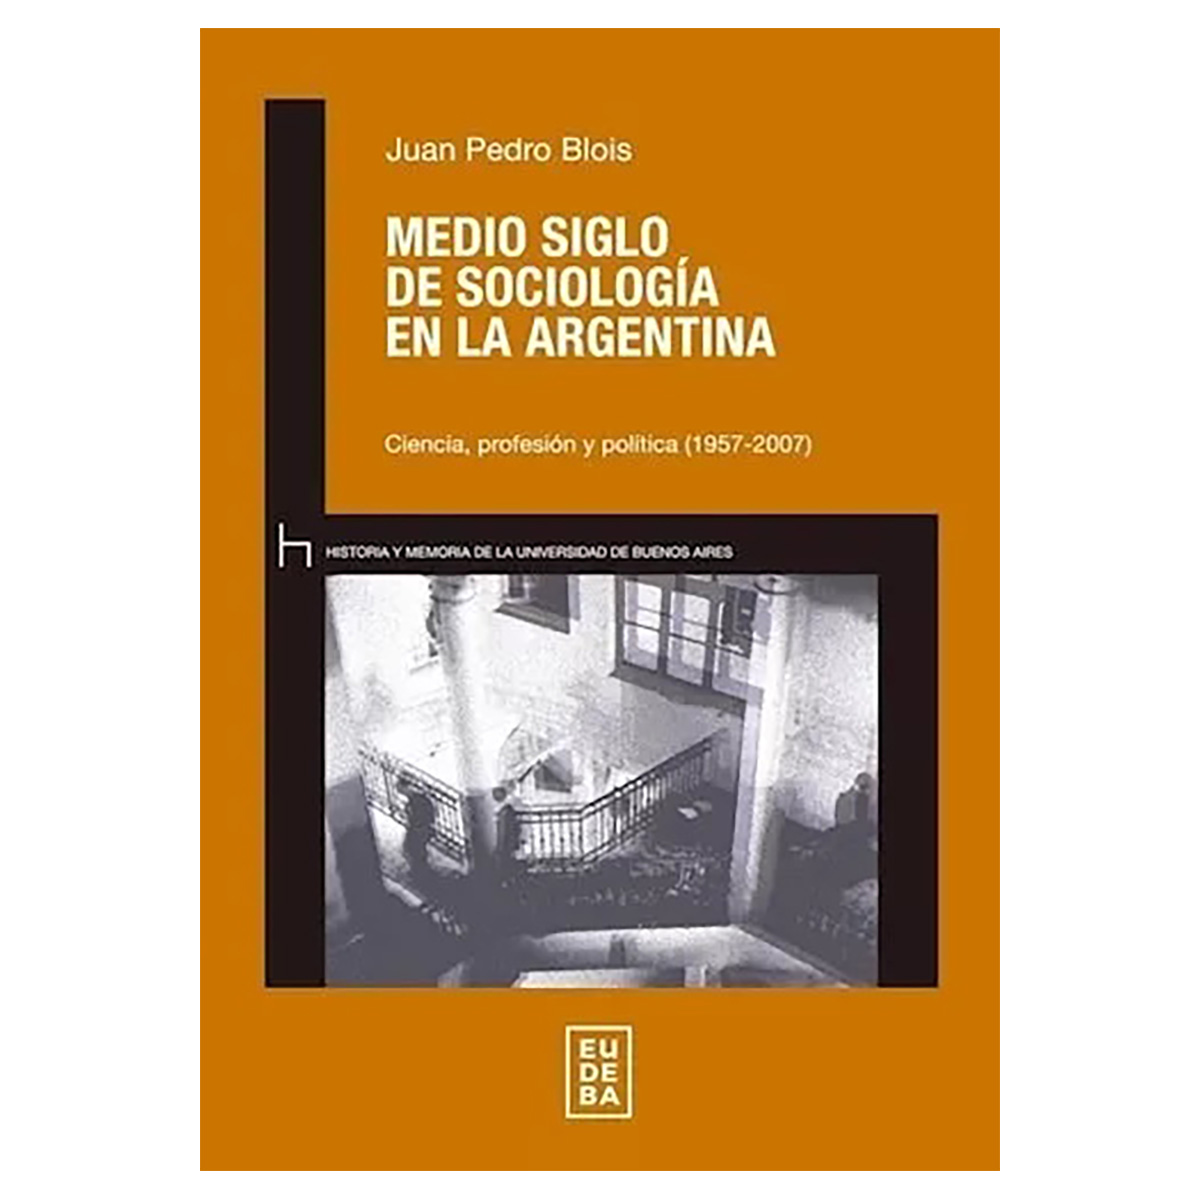 Juan Pedro Blois
MEDIO SIGLO
DE SOCIOLOGÍA
EN LA ARGENTINA
Ciencia, profesión y política (1957-2007)
HISTORIA Y MEMORIA DE LA UNIVERSIDAD DE BUENOS AIRES
EU
DE
BA